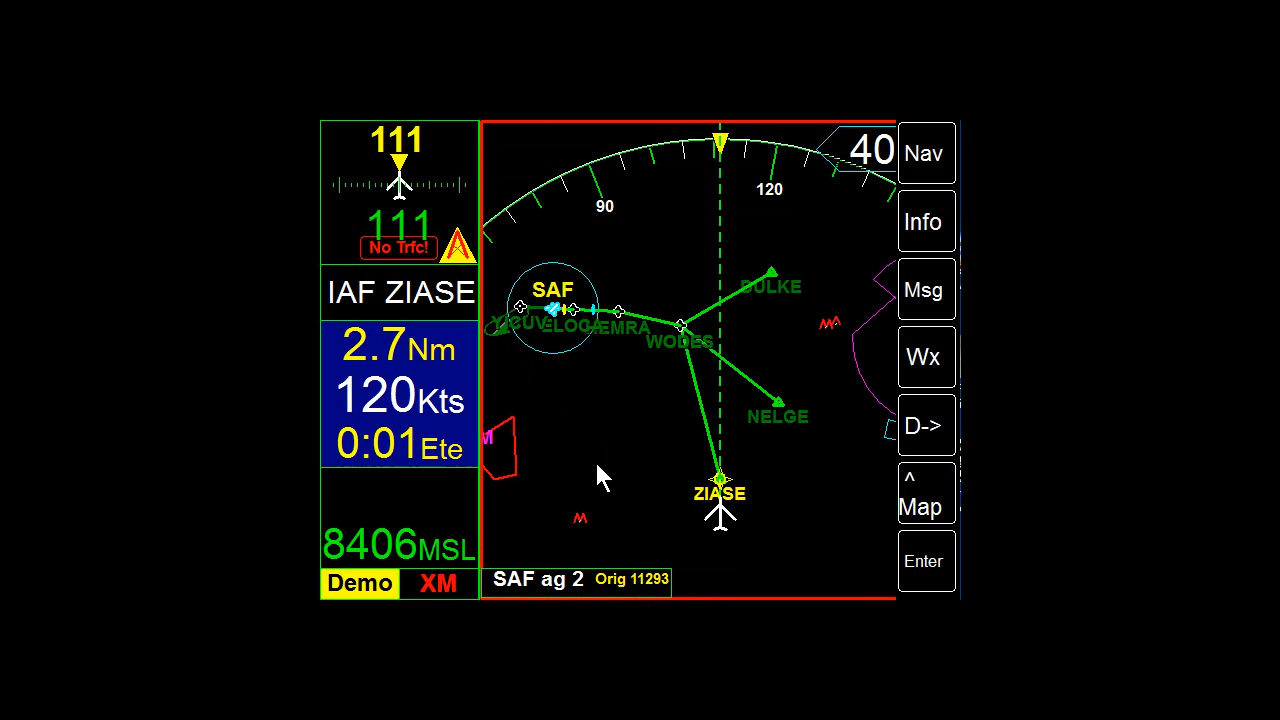 111
111
No Trfc!
IAF ZIASE
2.7Nm
120Kts
0:01Ete
8406MSL
Demo
XM
40
90
120
SAF
DULKE
WODES
NELGE
ZIASE
M
SAF ag 2 Orig 11293
Nav
Info
Msg
Wx
D->
^
Map
Enter